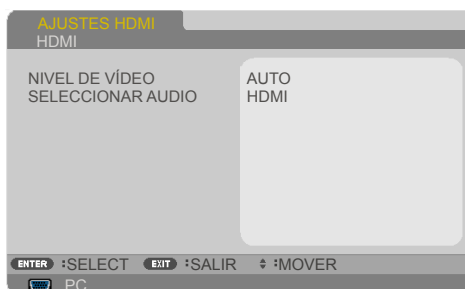 AJUSTES HDMI
HDMI
NIVEL DE VÍDEO AUTO
SELECCIONAR AUDIO HDMI
ENTER :SELECT EXIT :SALIR :MOVER
PC